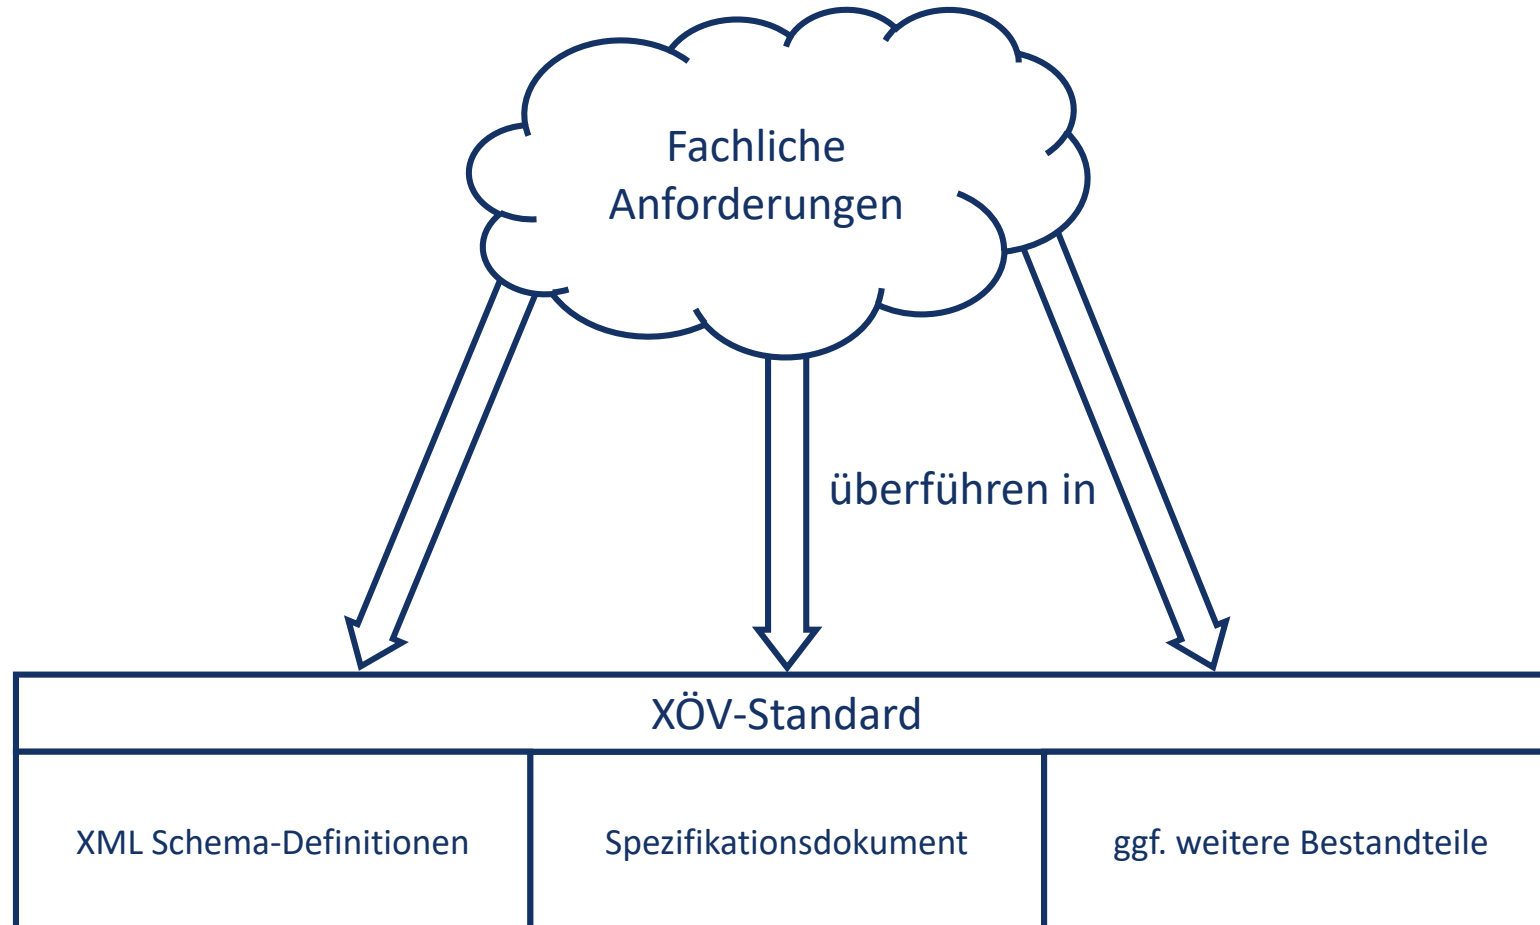 Fachliche
Anforderungen
überführen in
XÖV-Standard
XML Schema-Definitionen
Spezifikationsdokument
ggf. weitere Bestandteile